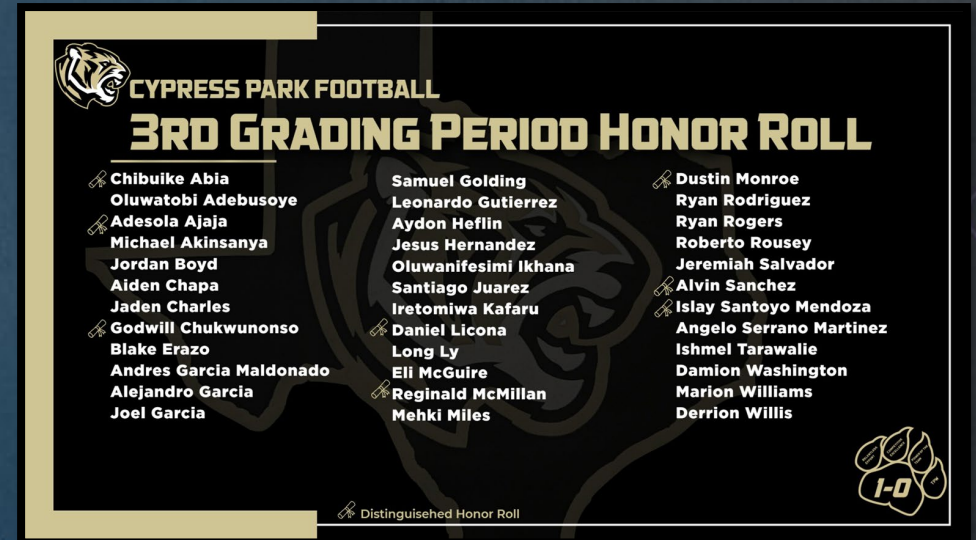 CYPRESS PARK FOOTBALL
3RD GRADING PERIOD HONOR ROLL
Chibuike Abia
Oluwatobi Adebusoye
Adesola Ajaja
Michael Akinsanya
Jordan Boyd
Aiden Chapa
Jaden Charles
Godwill Chukwunonso
Blake Erazo
Andres Garcia Maldonado
Alejandro Garcia
Joel Garcia
Samuel Golding
Leonardo Gutierrez
Aydon Heflin
Jesus Hernandez
Oluwanifesimi Ikhana
Santiago Juarez
Iretomiwa Kafaru
Daniel Licona
Long Ly
Eli McGuire
Reginald McMillan
Mehki Miles
Dustin Monroe
Ryan Rodriguez
Ryan Rogers
Roberto Rousey
Jeremiah Salvador
Alvin Sanchez
Islay Santoyo Mendoza
Angelo Serrano Martinez
Ishmel Tarawalie
Damion Washington
Marion Williams
Derrion Willis
1-0
Distinguisehed Honor Roll